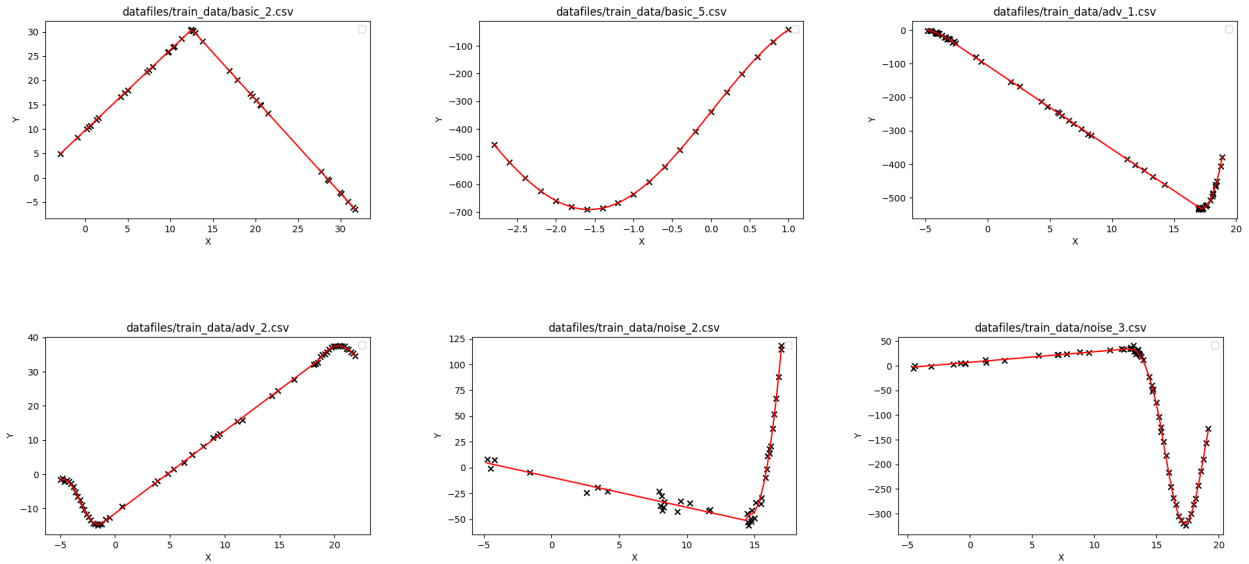 datafiles/train_data/basic_2.csv
30
25
20
15
10
5
0
−5
Y
0 5 10 15 20 25 30
X
datafiles/train_data/basic_5.csv
−100
−200
−300
−400
−500
−600
−700
Y
−2.5 −2.0 −1.5 −1.0 −0.5 0.0 0.5 1.0
X
datafiles/train_data/adv_1.csv
0
−100
−200
−300
−400
−500
Y
−5 0 5 10 15 20
X
datafiles/train_data/adv_2.csv
40
30
20
10
0
−10
Y
−5 0 5 10 15 20
X
datafiles/train_data/noise_2.csv
125
100
75
50
25
0
−25
−50
Y
−5 0 5 10 15
X
datafiles/train_data/noise_3.csv
50
0
−50
−100
−150
−200
−250
−300
Y
−5 0 5 10 15 20
X